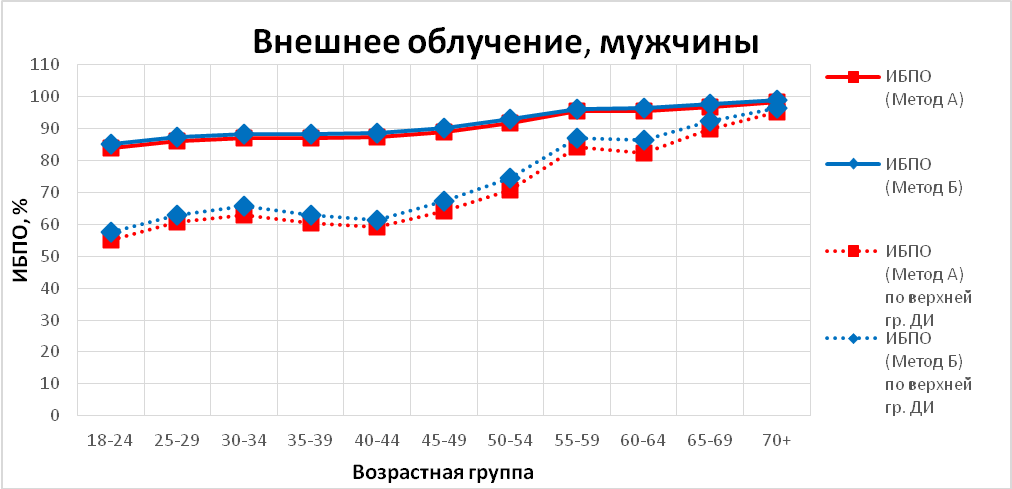 Внешнее облучение, мужчины
110
100
90
80
70
60
50
40
30
20
10
0
ИБПО, %
18-24 25-29 30-34 35-39 40-44 45-49 50-54 55-59 60-64 65-69 70+
Возрастная группа
ИБПО
(Метод А)
ИБПО
(Метод Б)
ИБПО
(Метод А)
по верхней
гр. ДИ
ИБПО
(Метод Б)
по верхней
гр. ДИ